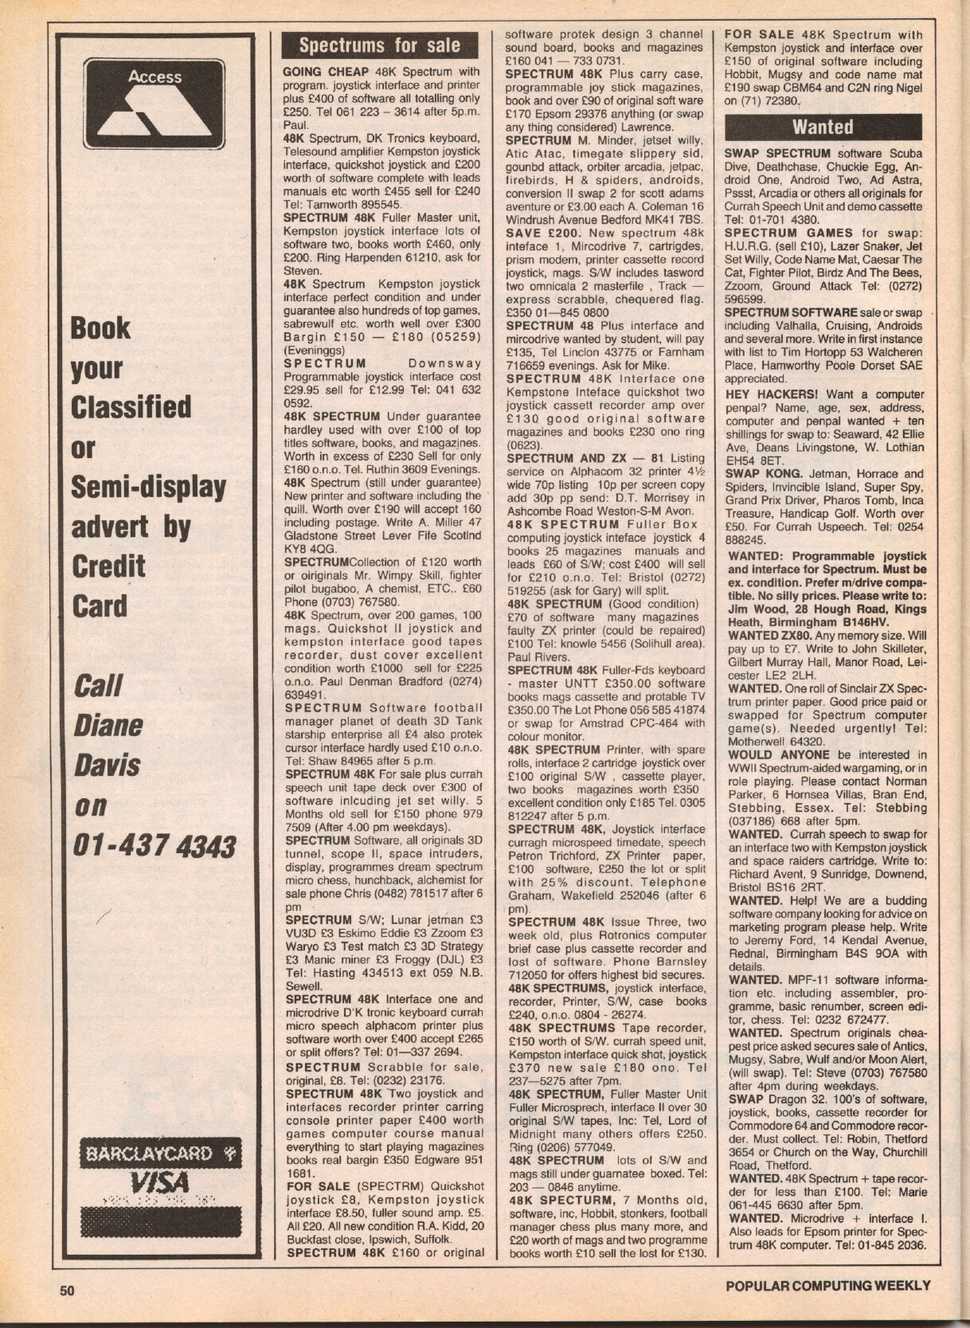 Access
Book
your
Classified
or
Semi-display
advert by
Credit
Card
Call
Diane
Davis
on
01-437 4343
BARCLAYCARD
VISA
Spectrums for sale
GOING CHEAP 48K Spectrum with
program. joystick interface and printer
plus £400 of software all totalling only
£250. Tel 061 223 – 3614 after 5p.m.
Paul.
48K Spectrum, DK Tronics keyboard,
Telesound amplifier Kempston joystick
interface, quickshot joystick and £200
worth of software complete with leads
manuals etc worth £455 sell for £240
Tel: Tamworth 895545.
SPECTRUM 48K Fuller Master unit,
Kempston joystick interface lots of
software two, books worth £460, only
£200. Ring Harpenden 61210, ask for
Steven.
48K Spectrum Kempston joystick
interface perfect condition and under
guarantee also hundreds of top games,
sabrewulf etc. worth well over £300
Bargin £150 — £180 (05259)
(Eveninggs)
SPECTRUM Downsway
Programmable joystick interface cost
£29.95 sell for £12.99 Tel: 041 632
0592.
48K SPECTRUM Under guarantee
hardley used with over £100 of top
titles software, books, and magazines.
Worth in excess of £230 Sell for only
£160 o.n.o. Tel. Ruthin 3609 Evenings.
48K Spectrum (still under guarantee)
New printer and software including the
quill. Worth over £190 will accept 160
including postage. Write A. Miller 47
Gladstone Street Lever Fife Scotlnd
KY8 4QG.
SPECTRUMCollection of £120 worth
or oiriginals Mr. Wimpy Skill, fighter
pilot bugaboo, A chemist, ETC.. £60
Phone (0703) 767580.
48K Spectrum, over 200 games, 100
mags. Quickshot II joystick and
kempston interface good tapes
recorder, dust cover excellent
condition worth £1000 sell for £225
o.n.o. Paul Denman Bradford (0274)
639491.
SPECTRUM Software football
manager planet of death 3D Tank
starship enterprise all £4 also protek
cursor interface hardly used £10 o.n.o.
Tel: Shaw 84965 after 5 p.m.
SPECTRUM 48K For sale plus currah
speech unit tape deck over £300 of
software inlcuding jet set willy. 5
Months old sell for £150 phone 979
7509 (After 4.00 pm weekdays).
SPECTRUM Software, all originals 3D
tunnel, scope II, space intruders,
display, programmes dream spectrum
micro chess, hunchback, alchemist for
sale phone Chris (0482) 781517 after 6
pm
SPECTRUM S/W; Lunar jetman £3
VU3D £3 Eskimo Eddie £3 Zzoom £3
Waryo £3 Test match £3 3D Strategy
£3 Manic miner £3 Froggy (DJL) £3
Tel: Hasting 434513 ext 059 N.B.
Sewell.
SPECTRUM 48K Interface one and
microdrive D'K tronic keyboard currah
micro speech alphacom printer plus
software worth over £400 accept £265
or split offers? Tel: 01—337 2694.
SPECTRUM Scrabble for sale,
original, £8. Tel: (0232) 23176.
SPECTRUM 48K Two joystick and
interfaces recorder printer carring
console printer paper £400 worth
games computer course manual
everything to start playing magazines
books real bargin £350 Edgware 951
1681.
FOR SALE (SPECTRM) Quickshot
joystick £8, Kempston joystick
interface £8.50, fuller sound amp. £5.
All £20. All new condition R.A. Kidd, 20
Buckfast close, Ipswich, Suffolk.
SPECTRUM 48K £160 or original
software protek design 3 channel
sound board, books and magazines
£160 041 — 733 0731.
SPECTRUM 48K Plus carry case,
programmable joy stick magazines,
book and over £90 of original soft ware
£170 Epsom 29376 anything (or swap
any thing considered) Lawrence.
SPECTRUM M. Minder, jetset willy,
Atic Atac, timegate slippery sid,
gounbd attack, orbiter arcadia, jetpac,
firebirds, H & spiders, androids,
conversion II swap 2 for scott adams
aventure or £3.00 each A. Coleman 16
Windrush Avenue Bedford MK41 7BS.
SAVE £200. New spectrum 48k
inteface 1, Mircodrive 7, cartrigdes,
prism modem, printer cassette record
joystick, mags. S/W includes tasword
two omnicala 2 masterfile , Track —
express scrabble, chequered flag.
£350 01—845 0800
SPECTRUM 48 Plus interface and
mircodrive wanted by student, will pay
£135, Tel Linclon 43775 or Farnham
716659 evenings. Ask for Mike.
SPECTRUM 48K Interface one
Kempstone Inteface quickshot two
joystick cassett recorder amp over
£130 good original software
magazines and books £230 ono ring
(0623).
SPECTRUM AND ZX — 81 Listing
service on Alphacom 32 printer 4½
wide 70p listing 10p per screen copy
add 30p pp send: D.T. Morrisey in
Ashcombe Road Weston-S-M Avon.
48K SPECTRUM Fuller Box
computing joystick inteface joystick 4
books 25 magazines manuals and
leads £60 of S/W; cost £400 will sell
for £210 o.n.o. Tel: Bristol (0272)
519255 (ask for Gary) will split.
48K SPECTRUM (Good condition)
£70 of software many magazines
faulty ZX printer (could be repaired)
£100 Tel: knowle 5456 (Solihull area).
Paul Rivers.
SPECTRUM 48K Fuller-Fds keyboard
- master UNTT £350.00 software
books mags cassette and protable TV
£350.00 The Lot Phone 056 585 41874
or swap for Amstrad CPC-464 with
colour monitor.
48K SPECTRUM Printer, with spare
rolls, interface 2 cartridge joystick over
£100 original S/W , cassette player,
two books magazines worth £350
excellent condition only £185 Tel. 0305
812247 after 5 p.m.
SPECTRUM 48K, Joystick interface
curragh microspeed timedate, speech
Petron Trichford, ZX Printer paper,
£100 software, £250 the lot or split
with 25% discount. Telephone
Graham, Wakefield 252046 (after 6
pm).
SPECTRUM 48K Issue Three, two
week old, plus Rotronics computer
brief case plus cassette recorder and
lost of software. Phone Barnsley
712050 for offers highest bid secures.
48K SPECTRUMS, joystick interface,
recorder, Printer, S/W, case books
£240, o.n.o. 0804 - 26274.
48K SPECTRUMS Tape recorder,
£150 worth of S/W. currah speed unit,
Kempston interface quick shot, joystick
£370 new sale £180 ono. Tel
237—5275 after 7pm.
48K SPECTRUM, Fuller Master Unit
Fuller Microsprech, interface II over 30
original S/W tapes, Inc: Tel, Lord of
Midnight many others offers £250.
Ring (0206) 577049.
48K SPECTRUM lots of S/W and
mags still under guarnatee boxed. Tel:
203 — 0846 anytime.
48K SPECTURM, 7 Months old,
software, inc, Hobbit, stonkers, football
manager chess plus many more, and
£20 worth of mags and two programme
books worth £10 sell the lost for £130.
FOR SALE 48K Spectrum with
Kempston joystick and interface over
£150 of original software including
Hobbit, Mugsy and code name mat
£190 swap CBM64 and C2N ring Nigel
on (71) 72380.
Wanted
SWAP SPECTRUM software Scuba
Dive, Deathchase, Chuckie Egg, An-
droid One, Android Two, Ad Astra,
Pssst, Arcadia or others all originals for
Currah Speech Unit and demo cassette
Tel: 01-701 4380.
SPECTRUM GAMES for swap:
H.U.R.G. (sell £10), Lazer Snaker, Jet
Set Willy, Code Name Mat, Caesar The
Cat, Fighter Pilot, Birdz And The Bees,
Zzoom, Ground Attack Tel: (0272)
596599.
SPECTRUM SOFTWARE sale or swap
including Valhalla, Cruising, Androids
and several more. Write in first instance
with list to Tim Hortopp 53 Walcheren
Place, Hamworthy Poole Dorset SAE
appreciated.
HEY HACKERS! Want a computer
penpal? Name, age, sex, address,
computer and penpal wanted + ten
shillings for swap to: Seaward, 42 Ellie
Ave, Deans Livingstone, W. Lothian
EH54 8ET.
SWAP KONG. Jetman, Horrace and
Spiders, Invincible Island, Super Spy,
Grand Prix Driver, Pharos Tomb, Inca
Treasure, Handicap Golf. Worth over
£50. For Currah Uspeech. Tel: 0254
888245.
WANTED: Programmable joystick
and interface for Spectrum. Must be
ex. condition. Prefer m/drive compa-
tible. No silly prices. Please write to:
Jim Wood, 28 Hough Road, Kings
Heath, Birmingham B146HV.
WANTED ZX80. Any memory size. Will
pay up to £7. Write to John Skilleter,
Gilbert Murray Hall, Manor Road, Lei-
cester LE2 2LH.
WANTED. One roll of Sinclair ZX Spec-
trum printer paper. Good price paid or
swapped for Spectrum computer
game(s). Needed urgently! Tel:
Motherwell 64320.
WOULD ANYONE be interested in
WWII Spectrum-aided wargaming, or in
role playing. Please contact Norman
Parker, 6 Hornsea Villas, Bran End,
Stebbing, Essex. Tel: Stebbing
(037186) 668 after 5pm.
WANTED. Currah speech to swap for
an interface two with Kempston joystick
and space raiders cartridge. Write to:
Richard Avent, 9 Sunridge, Downend,
Bristol BS16 2RT.
WANTED. Help! We are a budding
software company looking for advice on
marketing program please help. Write
to Jeremy Ford, 14 Kendal Avenue,
Rednal, Birmingham B4S 9OA with
details.
WANTED. MPF-11 software informa-
tion etc. including assembler, pro-
gramme, basic renumber, screen edi-
tor, chess. Tel: 0232 672477.
WANTED. Spectrum originals chea-
pest price asked secures sale of Antics,
Mugsy, Sabre, Wulf and/or Moon Alert,
(will swap). Tel: Steve (0703) 767580
after 4pm during weekdays.
SWAP Dragon 32. 100's of software,
joystick, books, cassette recorder for
Commodore 64 and Commodore recor-
der. Must collect. Tel: Robin, Thetford
3654 or Church on the Way, Churchill
Road, Thetford.
WANTED. 48K Spectrum + tape recor-
der for less than £100. Tel: Marie
061-445 6630 after 5pm.
WANTED. Microdrive + interface I.
Also leads for Epsom printer for Spec-
trum 48K computer. Tel: 01-845 2036.
50
POPULAR COMPUTING WEEKLY